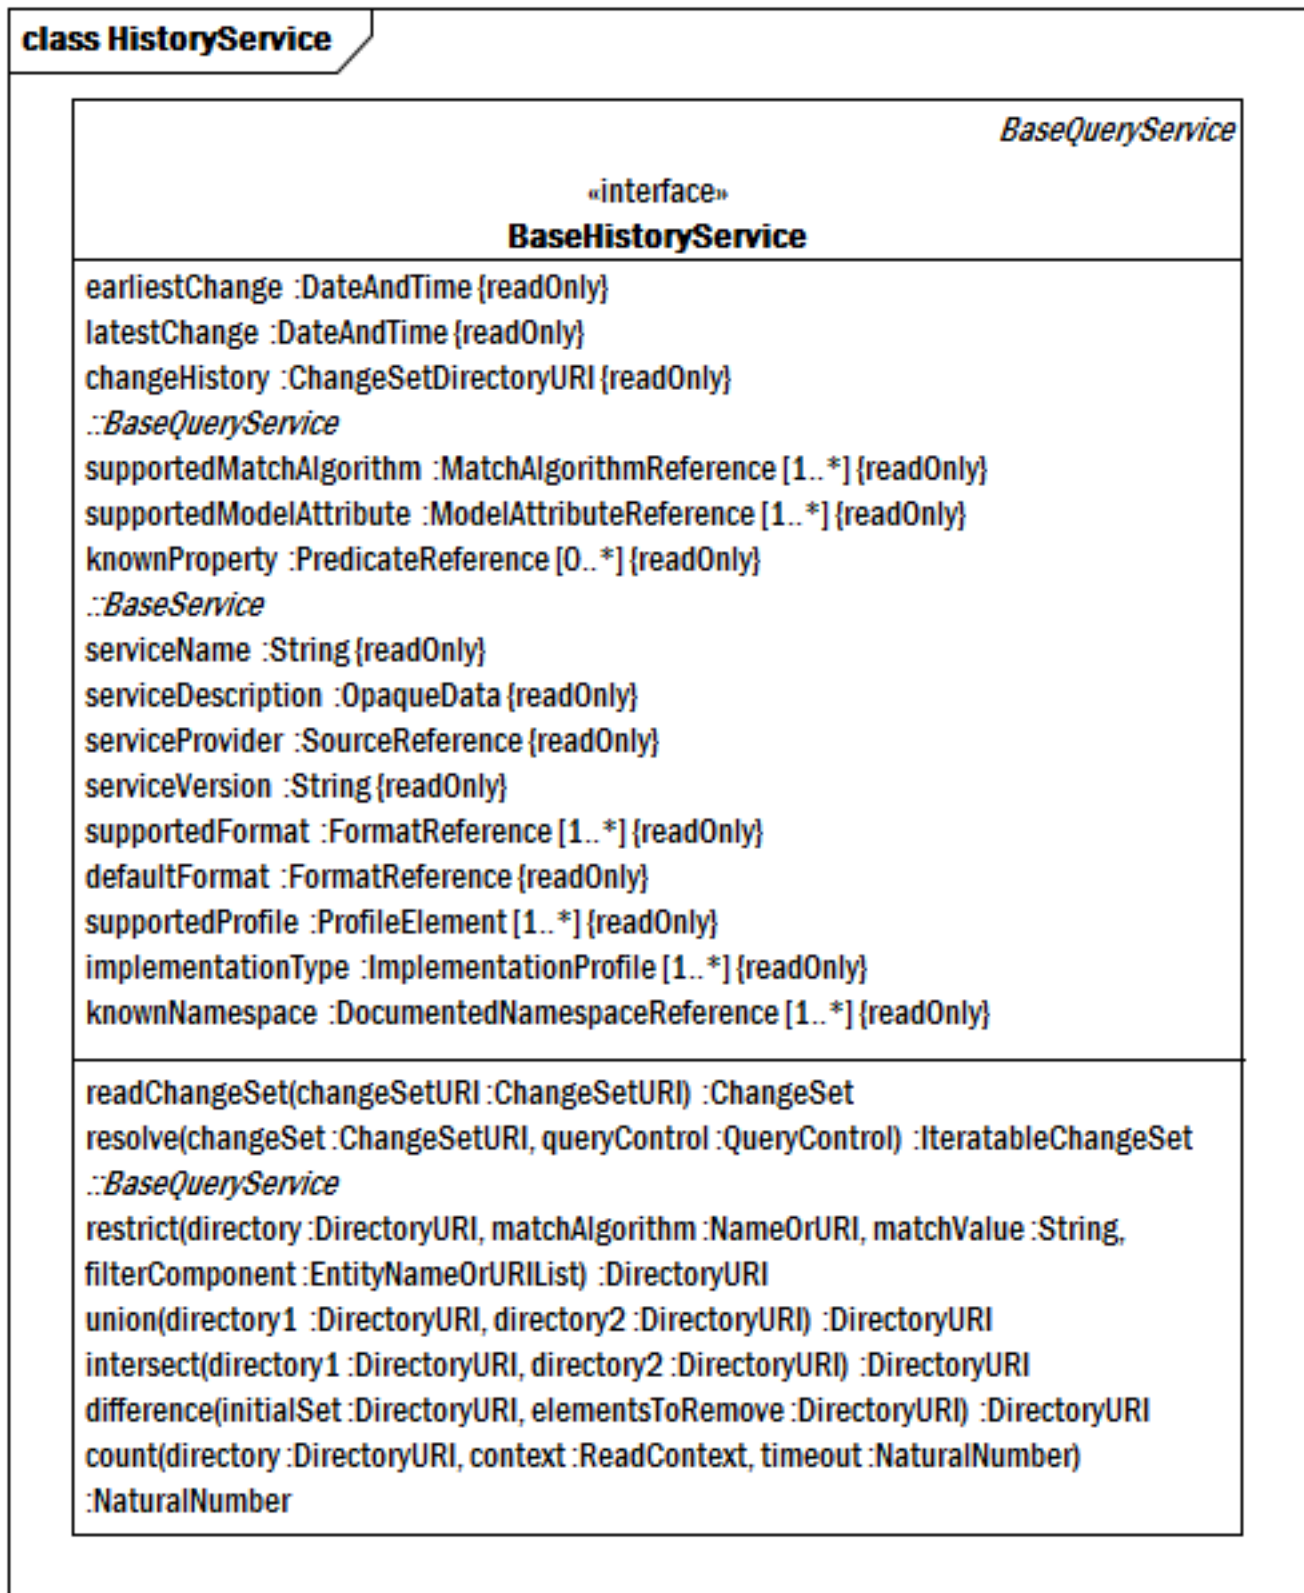 class HistoryService
BaseQueryService
«interface»
BaseHistoryService
earliestChange :DateAndTime {readOnly}
latestChange :DateAndTime {readOnly}
changeHistory :ChangeSetDirectoryURI {readOnly}
::BaseQueryService
supportedMatchAlgorithm :MatchAlgorithmReference [1..*] {readOnly}
supportedModelAttribute :ModelAttributeReference [1..*] {readOnly}
knownProperty :PredicateReference [0..*] {readOnly}
::BaseService
serviceName :String {readOnly}
serviceDescription :OpaqueData {readOnly}
serviceProvider :SourceReference {readOnly}
serviceVersion :String {readOnly}
supportedFormat :FormatReference [1..*] {readOnly}
defaultFormat :FormatReference {readOnly}
supportedProfile :ProfileElement [1..*] {readOnly}
implementationType :ImplementationProfile [1..*] {readOnly}
knownNamespace :DocumentedNamespaceReference [1..*] {readOnly}
readChangeSet(changeSetURI :ChangeSetURI) :ChangeSet
resolve(changeSet :ChangeSetURI, queryControl :QueryControl) :IteratableChangeSet
::BaseQueryService
restrict(directory :DirectoryURI, matchAlgorithm :NameOrURI, matchValue :String,
filterComponent :EntityNameOrURIList) :DirectoryURI
union(directory1 :DirectoryURI, directory2 :DirectoryURI) :DirectoryURI
intersect(directory1 :DirectoryURI, directory2 :DirectoryURI) :DirectoryURI
difference(initialSet :DirectoryURI, elementsToRemove :DirectoryURI) :DirectoryURI
count(directory :DirectoryURI, context :ReadContext, timeout :NaturalNumber)
:NaturalNumber